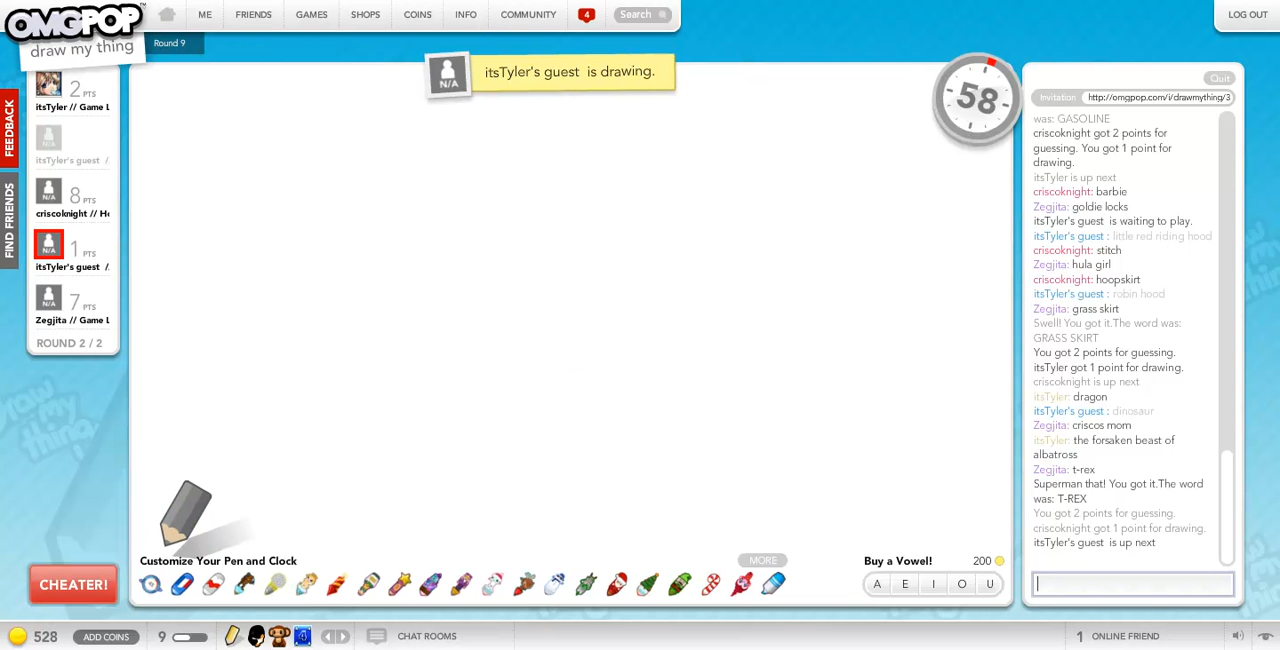 OMGPOP
draw my thing
ME FRIENDS GAMES SHOPS COINS INFO COMMUNITY 4 Search
LOG OUT
Round 9
FEEDBACK
FIND FRIENDS
2 PTS
itsTyler // Game L
itsTyler's guest /
N/A 8 PTS
criscoknight // Ho
N/A 1 PTS
itsTyler's guest //
N/A 7 PTS
Zegjita // Game L
ROUND 2 / 2
N/A itsTyler's guest is drawing.
58
Quit
Invitation http://omgpop.com/i/drawmything/3
was: GASOLINE
criscoknight got 2 points for
guessing. You got 1 point for
drawing.
itsTyler is up next
criscoknight: barbie
Zegjita: goldie locks
itsTyler's guest is waiting to play.
itsTyler's guest : little red riding hood
criscoknight: stitch
Zegjita: hula girl
criscoknight: hoopskirt
itsTyler's guest : robin hood
Zegjita: grass skirt
Swell! You got it.The word was:
GRASS SKIRT
You got 2 points for guessing.
itsTyler got 1 point for drawing.
criscoknight is up next
itsTyler: dragon
itsTyler's guest : dinosaur
Zegjita: criscos mom
itsTyler: the forsaken beast of
albatross
Zegjita: t-rex
Superman that! You got it.The word
was: T-REX
You got 2 points for guessing.
criscoknight got 1 point for drawing.
itsTyler's guest is up next
Customize Your Pen and Clock MORE
Buy a Vowel! 200
A E I O U
CHEATER!
528 ADD COINS 9 4 CHAT ROOMS 1 ONLINE FRIEND